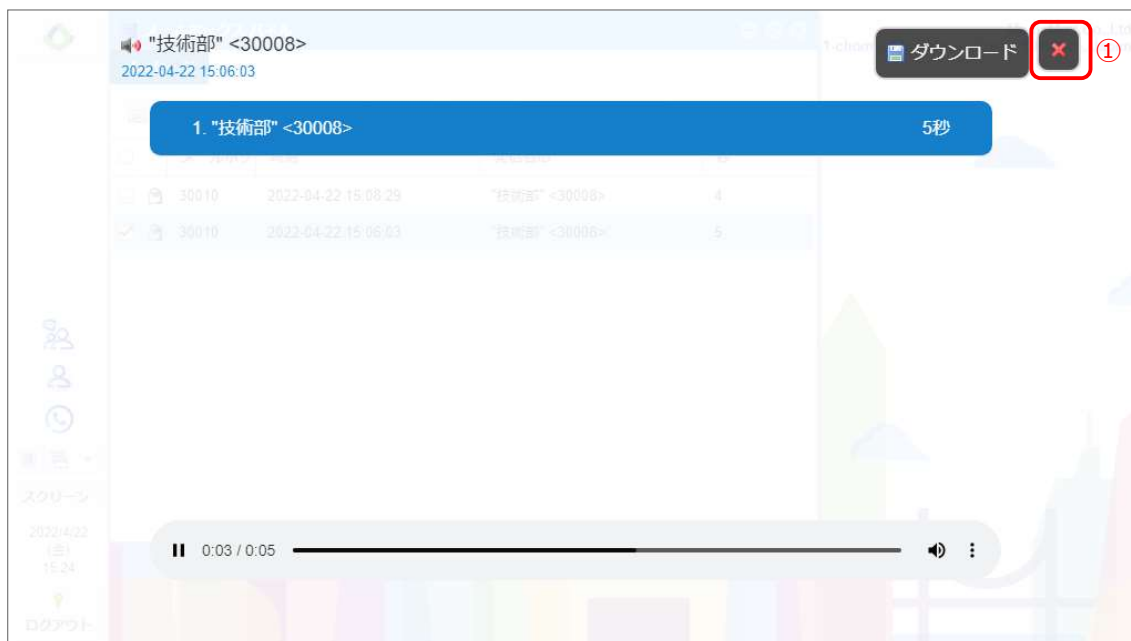 "技術部" <30008>
2022-04-22 15:06:03
ダウンロード
①
1. "技術部" <30008>
5秒
30010 2022-04-22 15:08:29 "技術部" <30008> 4
30010 2022-04-22 15:06:03 "技術部" <30008> 5
スクリーン
2022/4/22
(金)
15:24
ログアウト
0:03 / 0:05